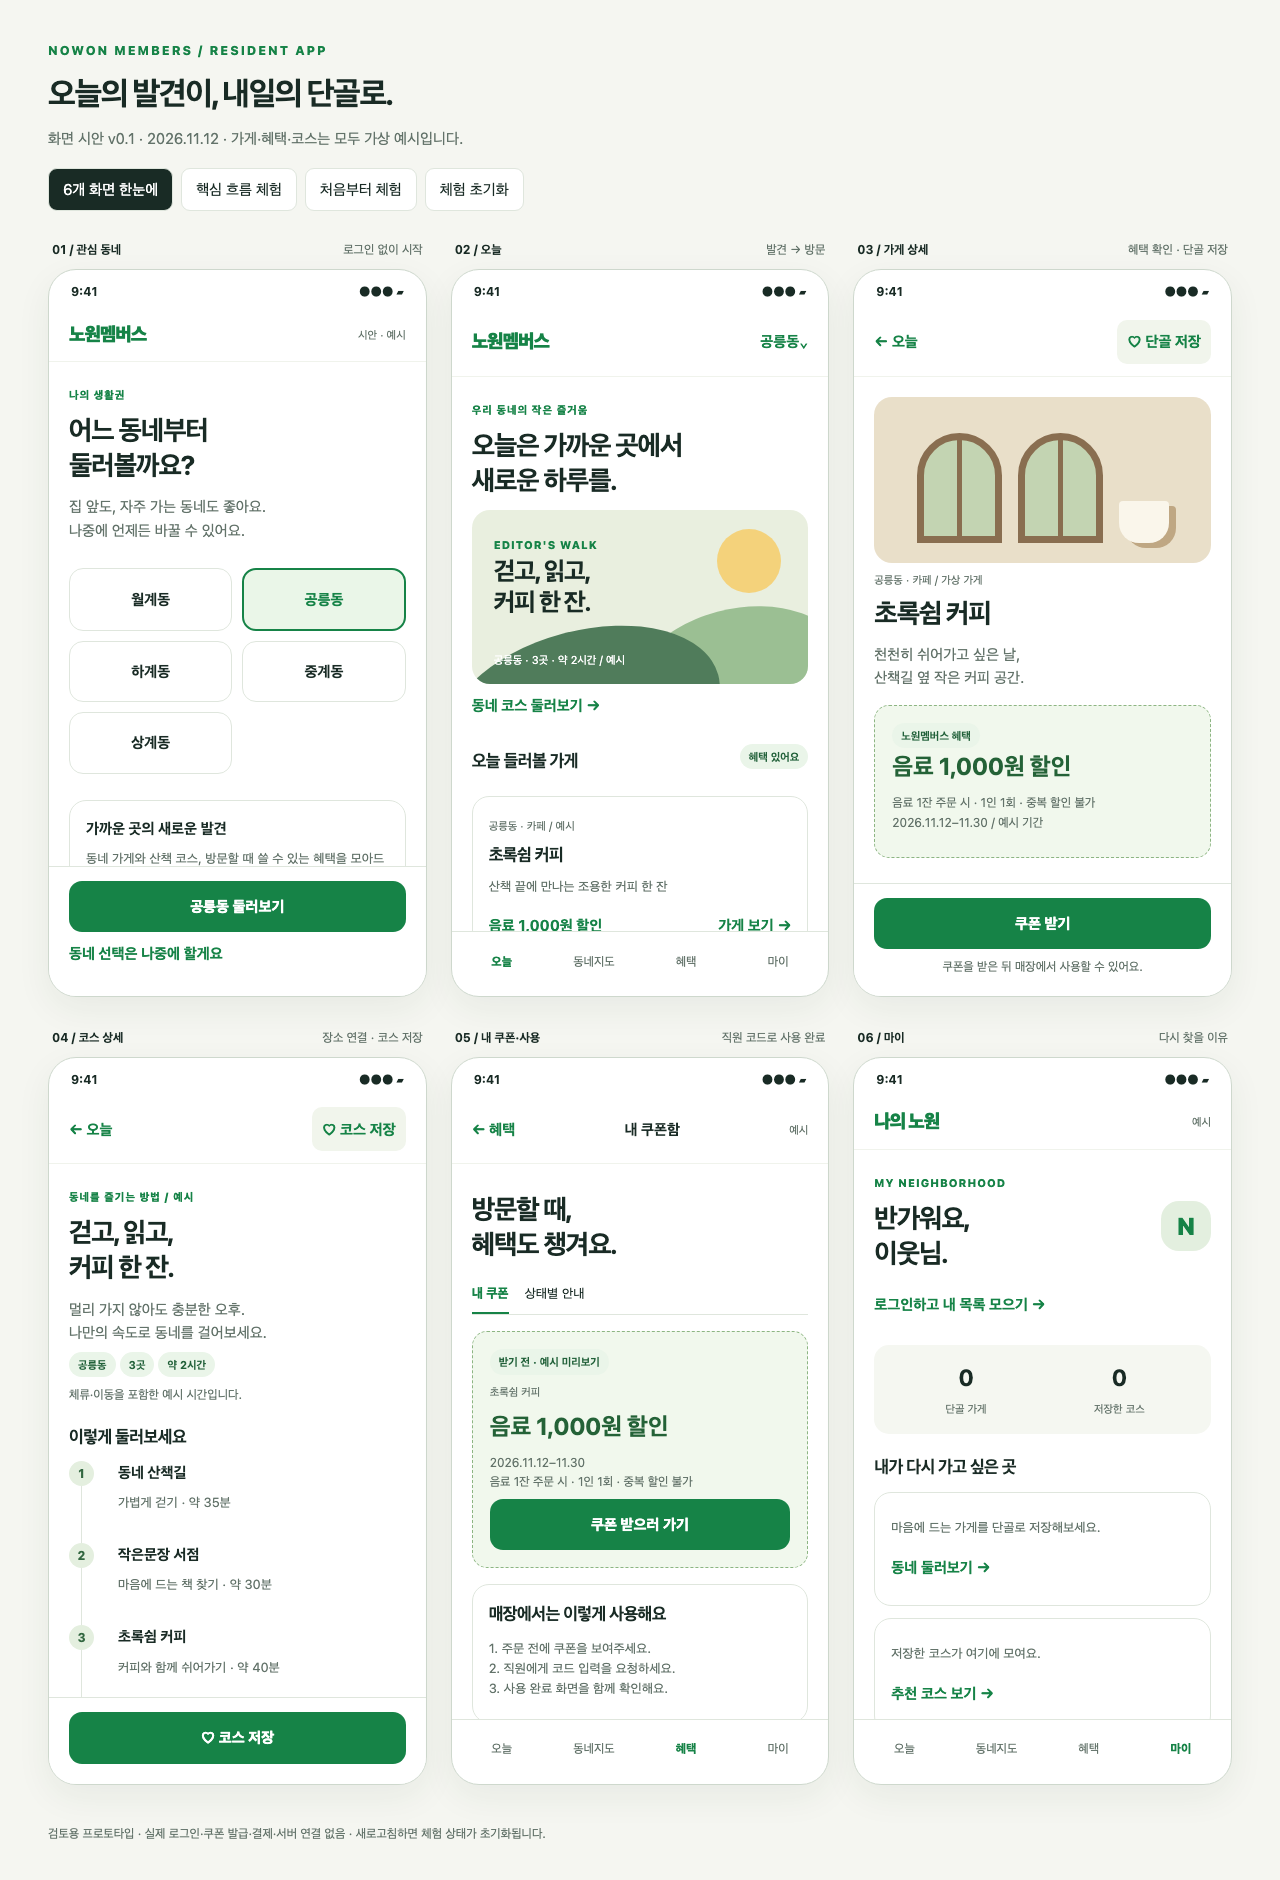 NOWON MEMBERS / RESIDENT APP
오늘의 발견이, 내일의 단골로.
화면 시안 v0.1 · 2026.11.12 · 가게·혜택·코스는 모두 가상 예시입니다.
6개 화면 한눈에
핵심 흐름 체험
처음부터 체험
체험 초기화
01 / 관심 동네
로그인 없이 시작
9:41
노원멤버스
시안 · 예시
나의 생활권
어느 동네부터
둘러볼까요?
집 앞도, 자주 가는 동네도 좋아요.
나중에 언제든 바꿀 수 있어요.
월계동
공릉동
하계동
중계동
상계동
가까운 곳의 새로운 발견
동네 가게와 산책 코스, 방문할 때 쓸 수 있는 혜택을 모아드
공릉동 둘러보기
동네 선택은 나중에 할게요
02 / 오늘
발견 → 방문
9:41
노원멤버스
공릉동⌄
우리 동네의 작은 즐거움
오늘은 가까운 곳에서
새로운 하루를.
EDITOR'S WALK
걷고, 읽고,
커피 한 잔.
공릉동 · 3곳 · 약 2시간 / 예시
동네 코스 둘러보기 →
오늘 들러볼 가게
혜택 있어요
공릉동 · 카페 / 예시
초록쉼 커피
산책 끝에 만나는 조용한 커피 한 잔
음료 1,000원 할인
가게 보기 →
오늘
동네지도
혜택
마이
03 / 가게 상세
혜택 확인 · 단골 저장
9:41
← 오늘
♡ 단골 저장
공릉동 · 카페 / 가상 가게
초록쉼 커피
천천히 쉬어가고 싶은 날,
산책길 옆 작은 커피 공간.
노원멤버스 혜택
음료 1,000원 할인
음료 1잔 주문 시 · 1인 1회 · 중복 할인 불가
2026.11.12–11.30 / 예시 기간
쿠폰 받기
쿠폰을 받은 뒤 매장에서 사용할 수 있어요.
04 / 코스 상세
장소 연결 · 코스 저장
9:41
← 오늘
♡ 코스 저장
동네를 즐기는 방법 / 예시
걷고, 읽고,
커피 한 잔.
멀리 가지 않아도 충분한 오후.
나만의 속도로 동네를 걸어보세요.
공릉동
3곳
약 2시간
체류·이동을 포함한 예시 시간입니다.
이렇게 둘러보세요
1
동네 산책길
가볍게 걷기 · 약 35분
2
작은문장 서점
마음에 드는 책 찾기 · 약 30분
3
초록쉼 커피
커피와 함께 쉬어가기 · 약 40분
♡ 코스 저장
05 / 내 쿠폰·사용
직원 코드로 사용 완료
9:41
← 혜택
내 쿠폰함
예시
방문할 때,
혜택도 챙겨요.
내 쿠폰
상태별 안내
받기 전 · 예시 미리보기
초록쉼 커피
음료 1,000원 할인
2026.11.12–11.30
음료 1잔 주문 시 · 1인 1회 · 중복 할인 불가
쿠폰 받으러 가기
매장에서는 이렇게 사용해요
1. 주문 전에 쿠폰을 보여주세요.
2. 직원에게 코드 입력을 요청하세요.
3. 사용 완료 화면을 함께 확인해요.
오늘
동네지도
혜택
마이
06 / 마이
다시 찾을 이유
9:41
나의 노원
예시
MY NEIGHBORHOOD
반가워요,
이웃님.
N
로그인하고 내 목록 모으기 →
0
단골 가게
0
저장한 코스
내가 다시 가고 싶은 곳
마음에 드는 가게를 단골로 저장해보세요.
동네 둘러보기 →
저장한 코스가 여기에 모여요.
추천 코스 보기 →
오늘
동네지도
혜택
마이
검토용 프로토타입 · 실제 로그인·쿠폰 발급·결제·서버 연결 없음 · 새로고침하면 체험 상태가 초기화됩니다.